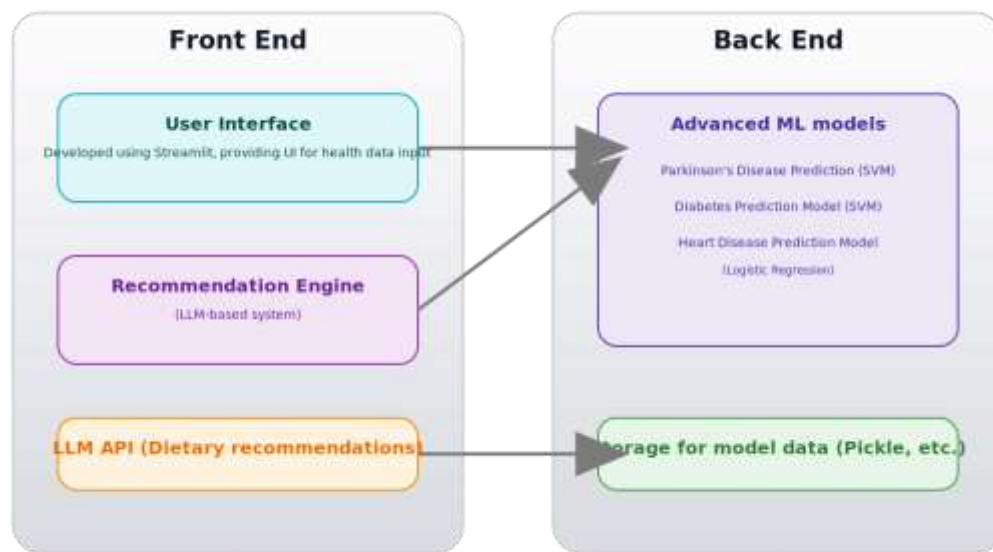 Front End
User Interface
Developed using Streamlit, providing UI for health data input
Recommendation Engine
(LLM-based system)
LLM API (Dietary recommendations)
Back End
Advanced ML models
Parkinson's Disease Prediction (SVM)
Diabetes Prediction Model (SVM)
Heart Disease Prediction Model
(Logistic Regression)
orage for model data (Pickle, etc.)